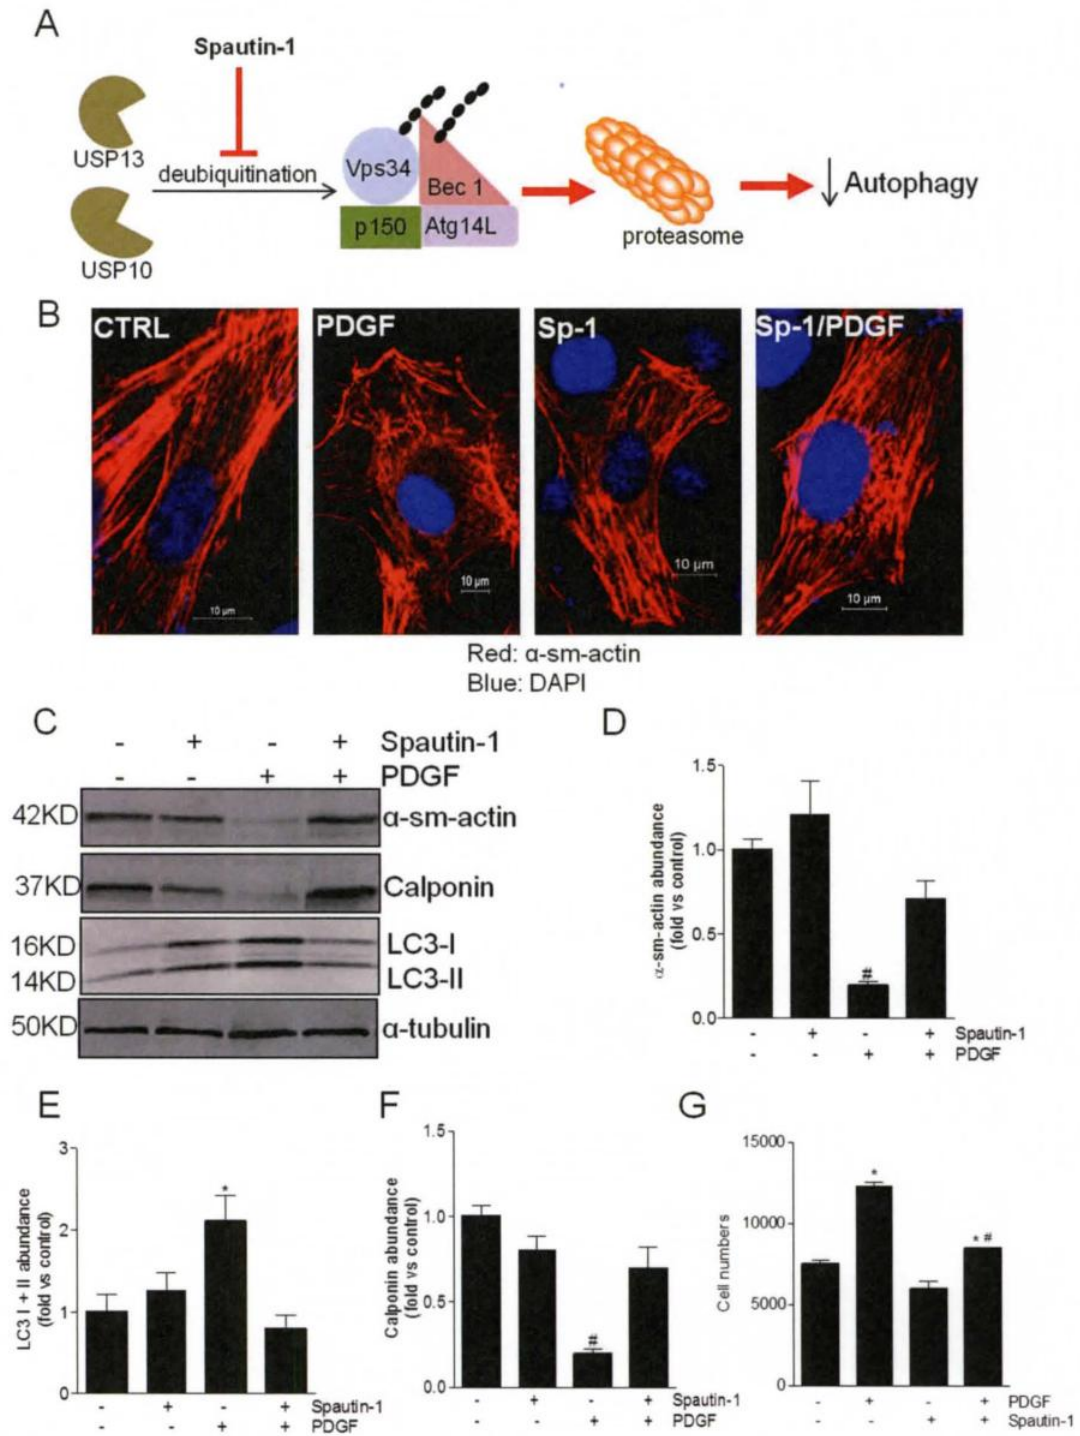 A
Spautin-1
USP13
deubiquitination
USP10
Vps34
Bec 1
p150
Atg14L
proteasome
Autophagy
B
CTRL
PDGF
Sp-1
Sp-1/PDGF
10 µm
10 µm
10 µm
10 µm
Red: α-sm-actin
Blue: DAPI
C
- + - + Spautin-1
- - + + PDGF
42KD α-sm-actin
37KD Calponin
16KD LC3-I
14KD LC3-II
50KD α-tubulin
D
α-sm-actin abundance
(fold vs control)
1.5
1.0
0.5
0.0
#
- + - + Spautin-1
- - + + PDGF
E
LC3 I + II abundance
(fold vs control)
3
2
1
0
*
- + - + Spautin-1
- - + + PDGF
F
Calponin abundance
(fold vs control)
1.5
1.0
0.5
0.0
#
- + - + Spautin-1
- - + + PDGF
G
Cell numbers
15000
10000
5000
0
*
* #
- + - + PDGF
- - + + Spautin-1